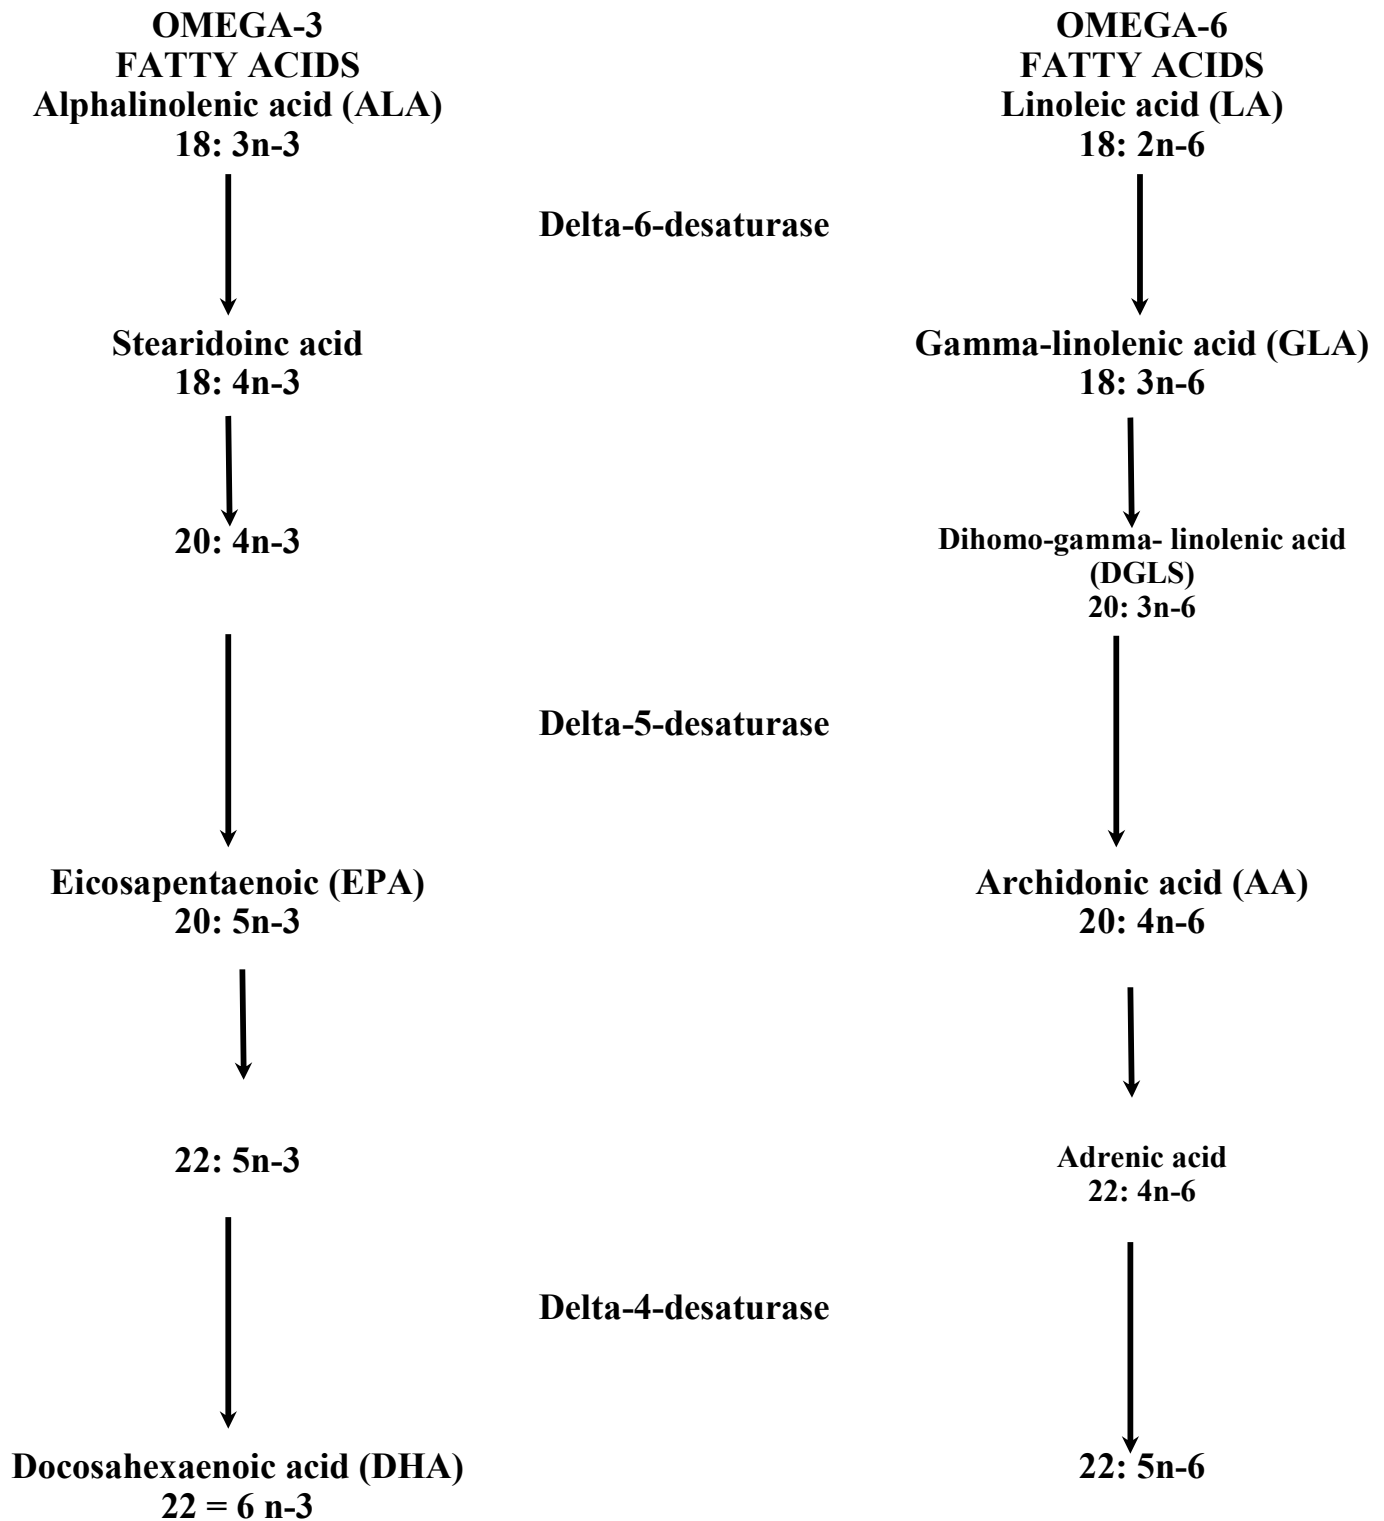 OMEGA-3
FATTY ACIDS
Alphalinolenic acid (ALA)
18: 3n-3
OMEGA-6
FATTY ACIDS
Linoleic acid (LA)
18: 2n-6
Delta-6-desaturase
Stearidoinc acid
18: 4n-3
Gamma-linolenic acid (GLA)
18: 3n-6
20: 4n-3
Dihomo-gamma- linolenic acid
(DGLS)
20: 3n-6
Delta-5-desaturase
Eicosapentaenoic (EPA)
20: 5n-3
Archidonic acid (AA)
20: 4n-6
22: 5n-3
Adrenic acid
22: 4n-6
Delta-4-desaturase
Docosahexaenoic acid (DHA)
22 = 6 n-3
22: 5n-6